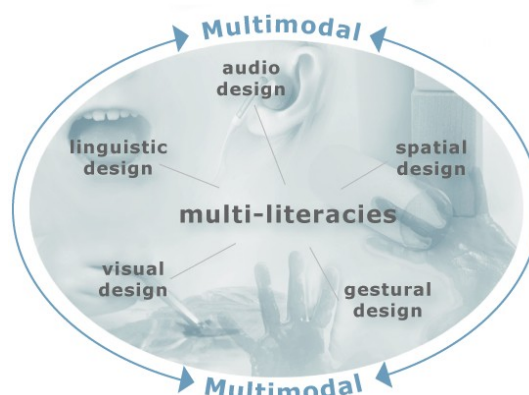 Multimodal
audio
design
linguistic
design
spatial
design
multi-literacies
visual
design
gestural
design
Multimodal